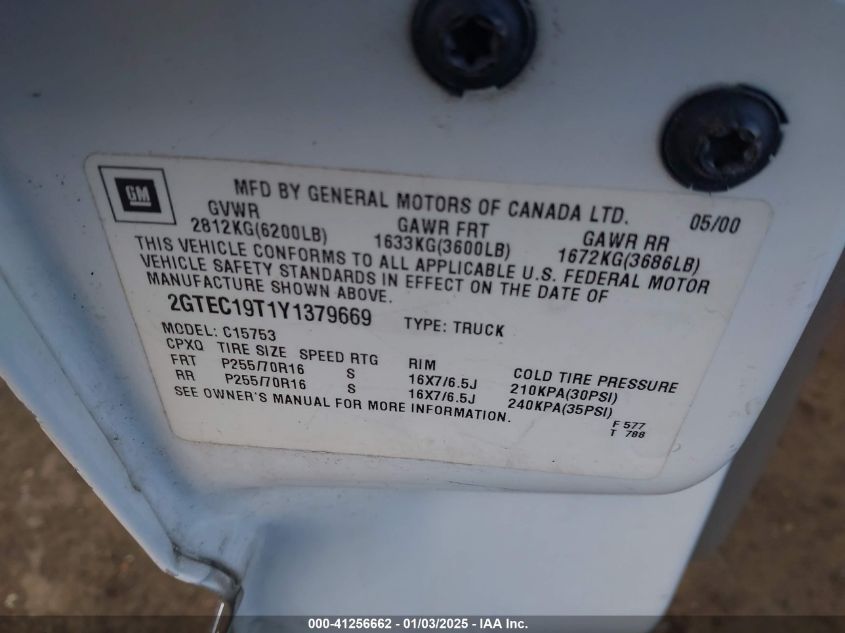 GM
MFD BY GENERAL MOTORS OF CANADA LTD. 05/00
GVWR GAWR FRT GAWR RR
2812KG(6200LB) 1633KG(3600LB) 1672KG(3686LB)
THIS VEHICLE CONFORMS TO ALL APPLICABLE U.S. FEDERAL MOTOR
VEHICLE SAFETY STANDARDS IN EFFECT ON THE DATE OF
MANUFACTURE SHOWN ABOVE.
2GTEC19T1Y1379669 TYPE: TRUCK
MODEL: C15753
CPXQ TIRE SIZE SPEED RTG RIM COLD TIRE PRESSURE
FRT P255/70R16 S 16X7/6.5J 210KPA(30PSI)
RR P255/70R16 S 16X7/6.5J 240KPA(35PSI)
SEE OWNER'S MANUAL FOR MORE INFORMATION.
F 577
T 788
000-41256662 - 01/03/2025 - IAA Inc.